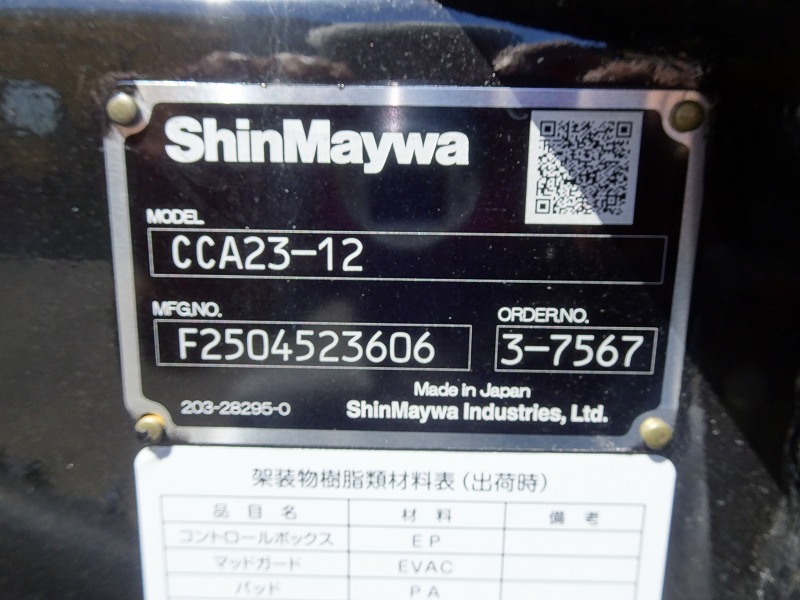 ShinMaywa
MODEL
CCA23-12
MFG.NO. ORDER.NO.
F2504523606 3-7567
Made in Japan
203-28295-0 ShinMaywa Industries, Ltd.
架装物樹脂類材料表(出荷時)
品目名 材料 備考
コントロールボックス EP
マッドガード EVAC
パッド PA